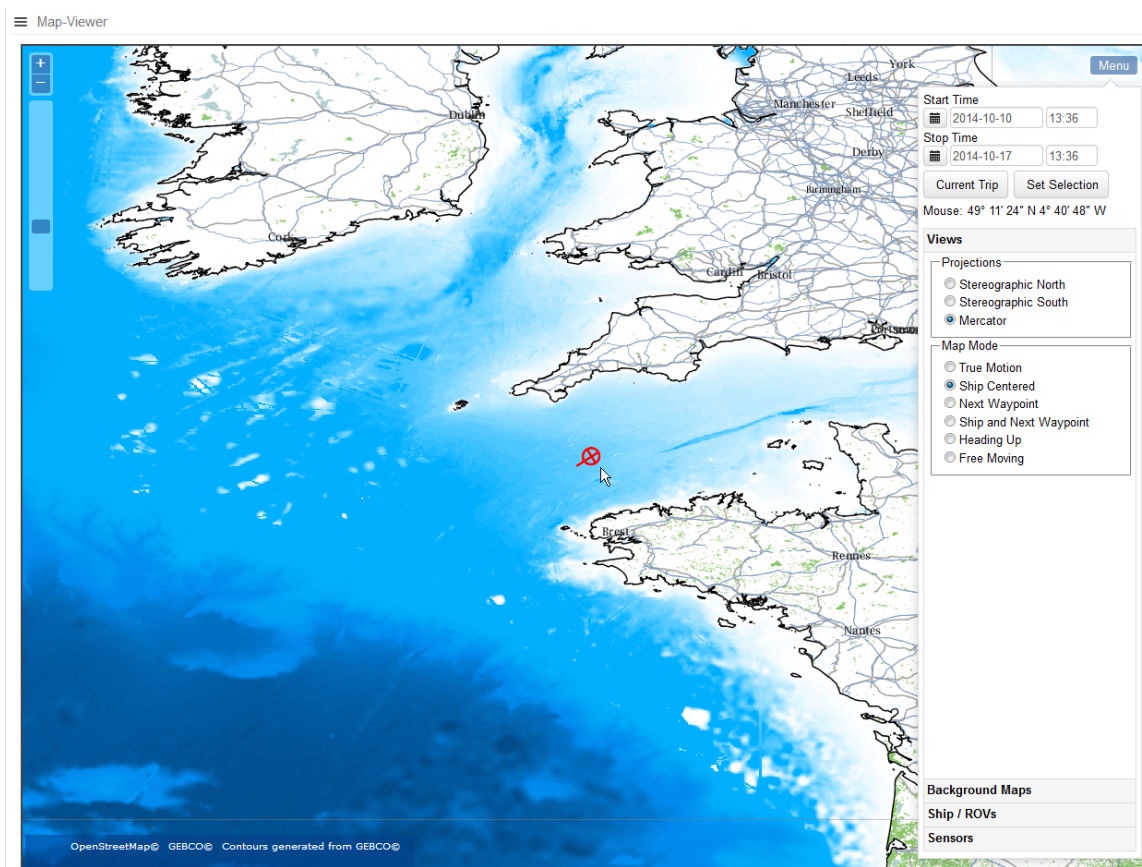 Map-Viewer
+
−
Menu
Start Time
2014-10-10 13:36
Stop Time
2014-10-17 13:36
Current Trip Set Selection
Mouse: 49° 11' 24" N 4° 40' 48" W
Views
Projections
Stereographic North
Stereographic South
Mercator
Map Mode
True Motion
Ship Centered
Next Waypoint
Ship and Next Waypoint
Heading Up
Free Moving
Background Maps
Ship / ROVs
Sensors
York
Leeds
Manchester
Sheffield
Dublin
Derby
Birmingham
Cork
Cardiff
Bristol
Brest
Rennes
Nantes
OpenStreetMap© GEBCO© Contours generated from GEBCO©